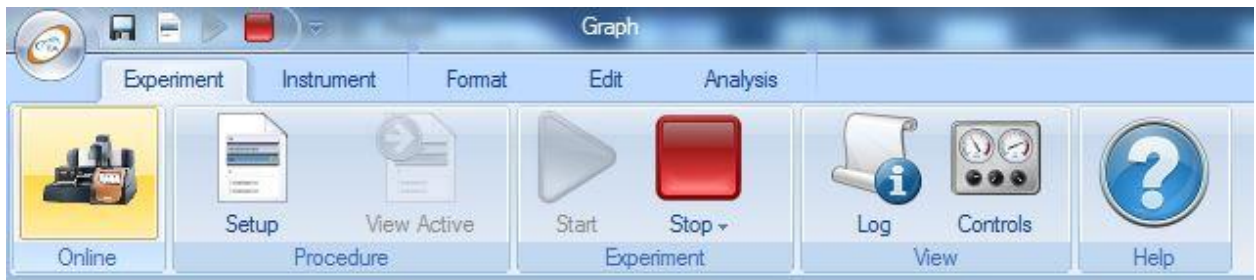 Graph
Experiment Instrument Format Edit Analysis
Setup View Active Start Stop Log Controls
Online Procedure Experiment View Help